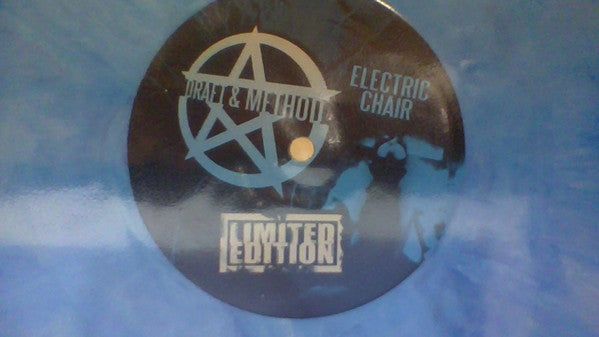 DRAFT & METHOD
ELECTRIC
CHAIR
LIMITED
EDITION